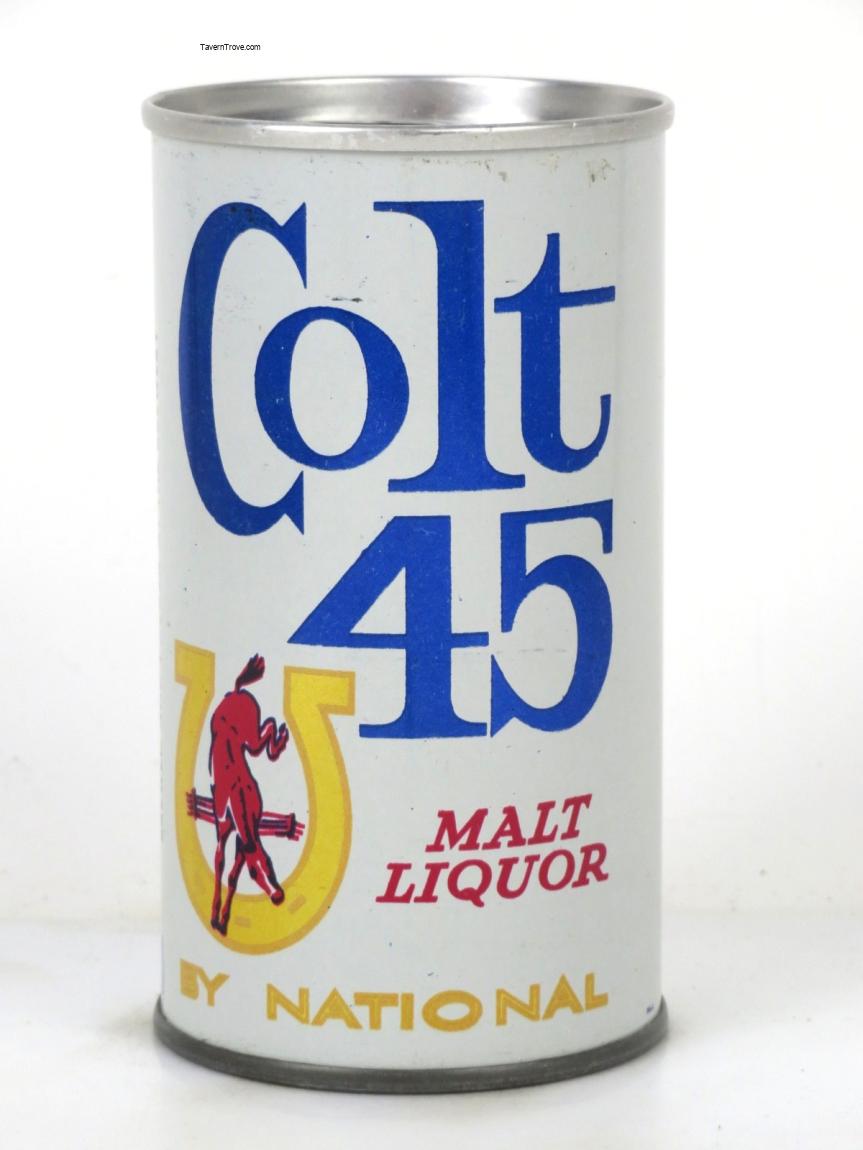 TavernTrove.com
Colt
45
MALT
LIQUOR
BY NATIONAL